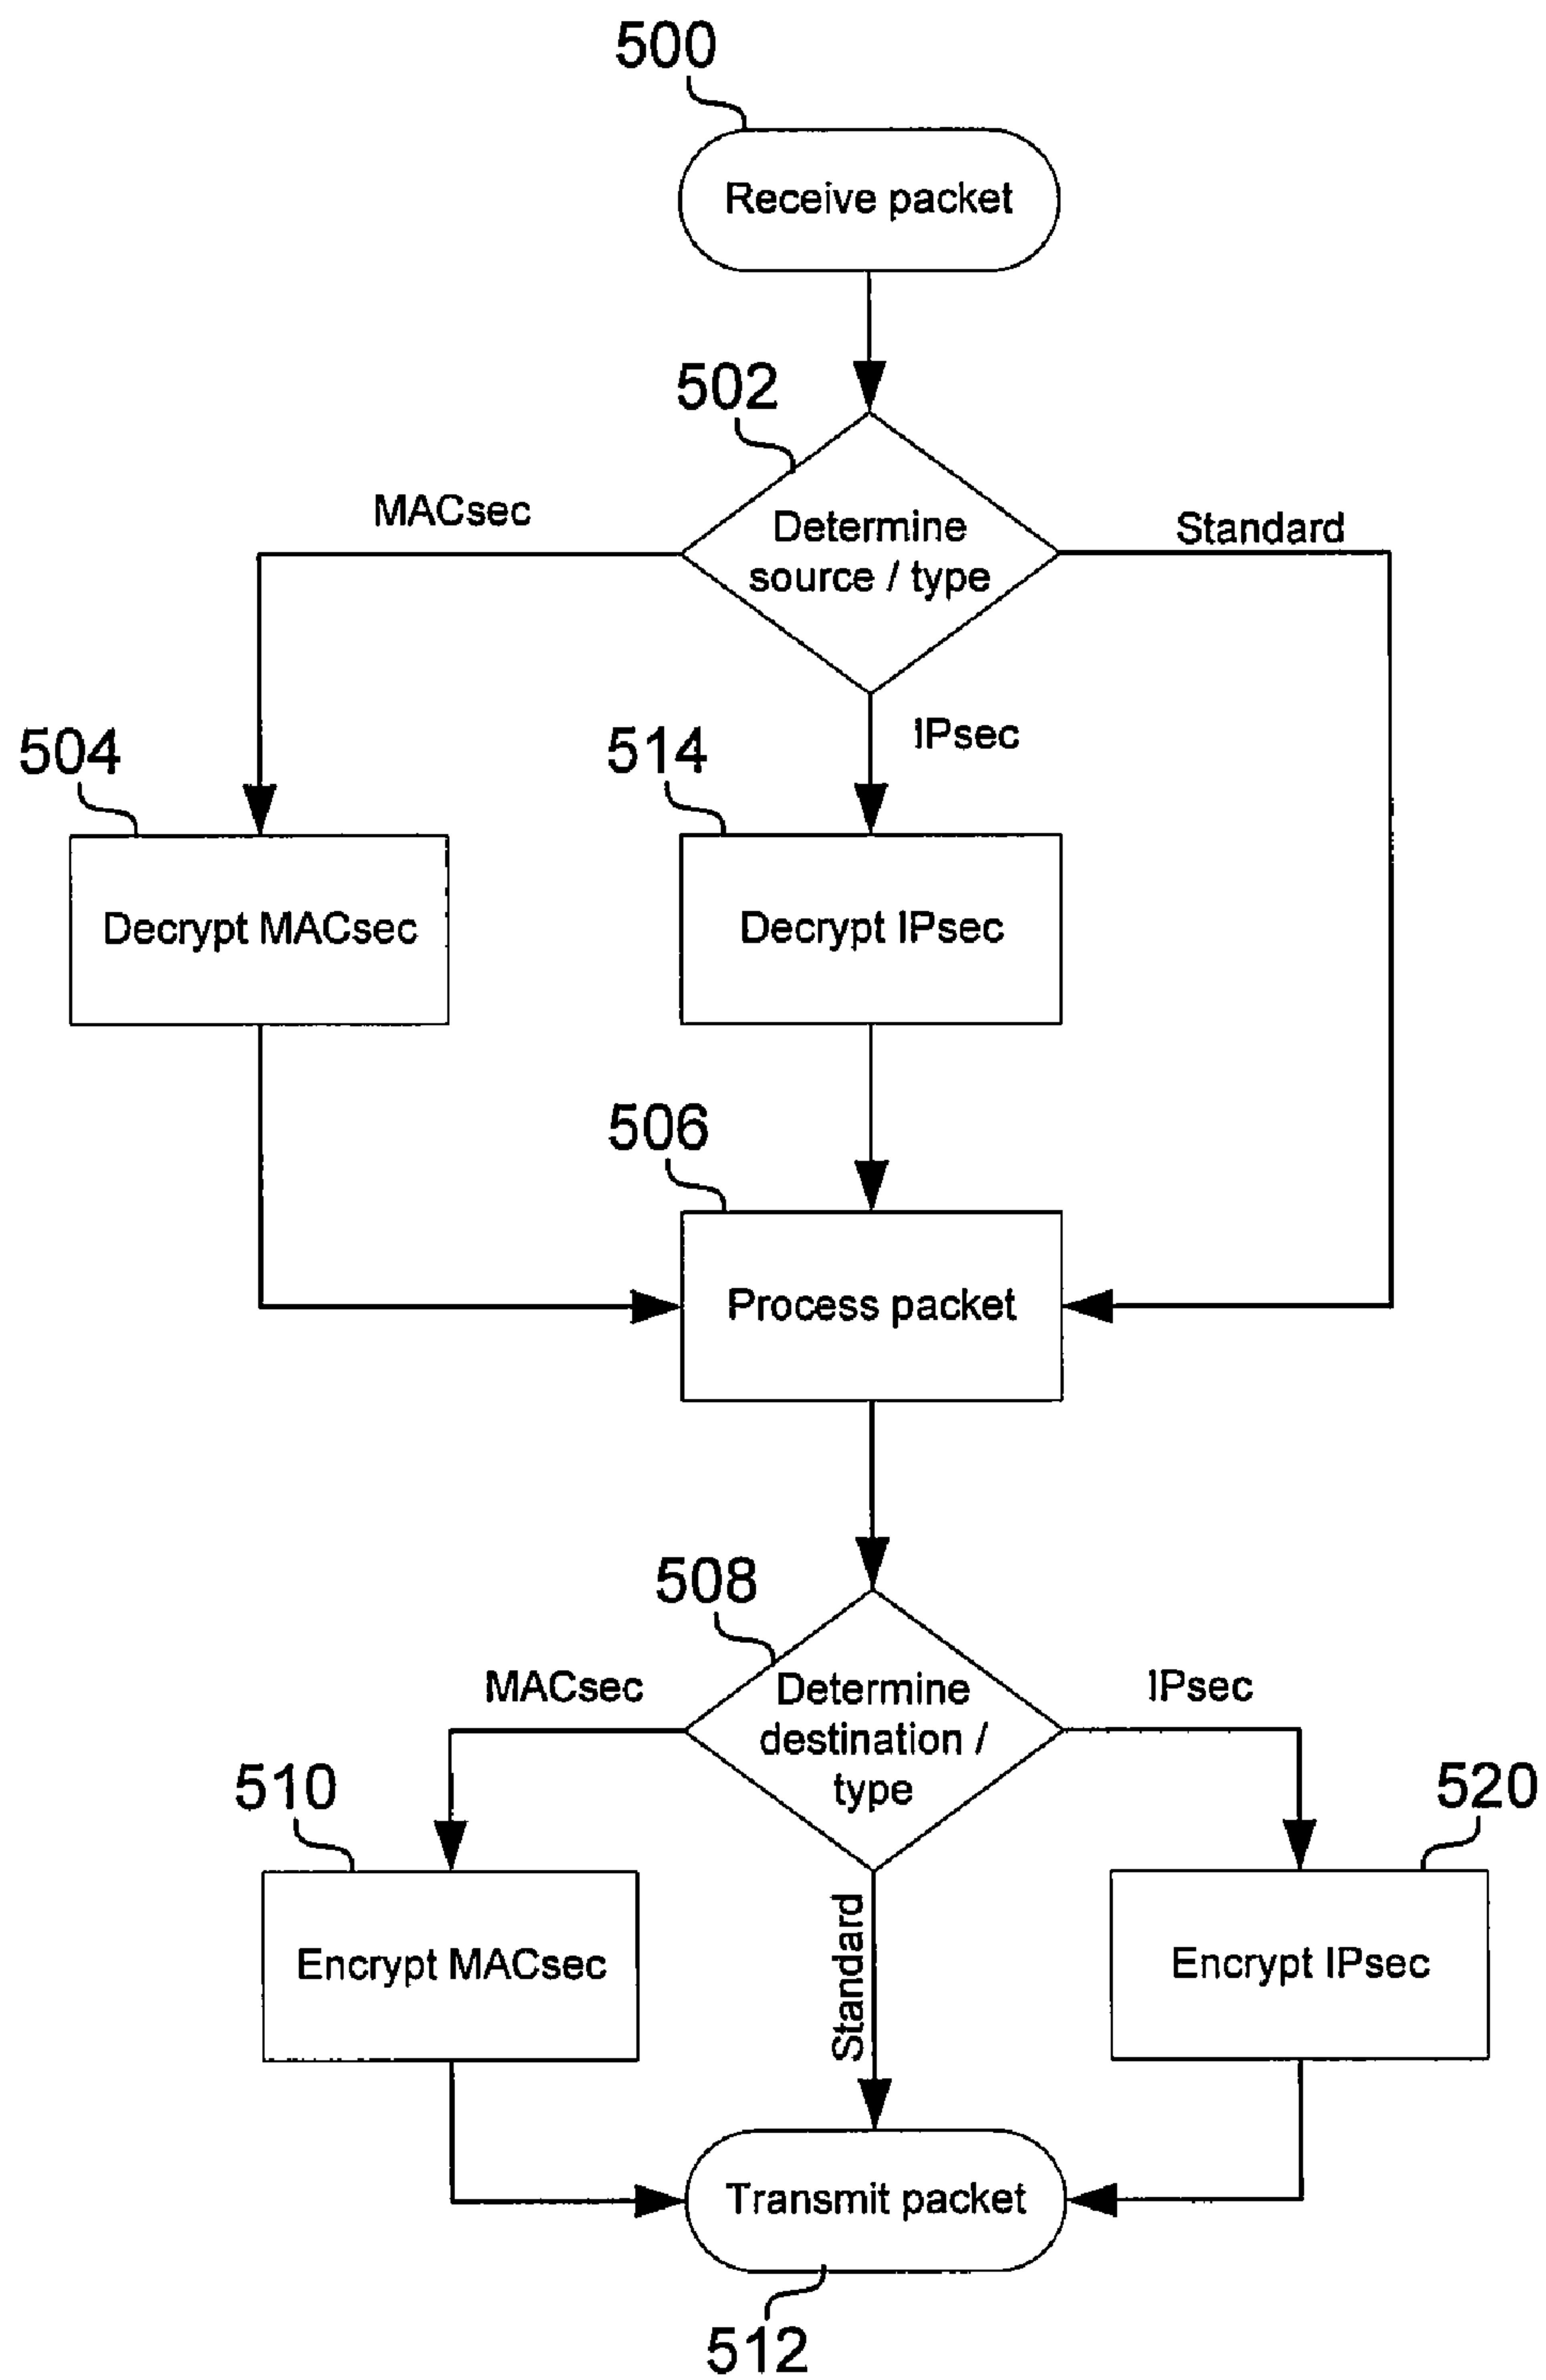 500
Receive packet
502
MACsec
Determine
source / type
Standard
IPsec
504
514
Decrypt MACsec
Decrypt IPsec
506
Process packet
508
MACsec
Determine
destination /
type
IPsec
510
520
Encrypt MACsec
Standard
Encrypt IPsec
Transmit packet
512